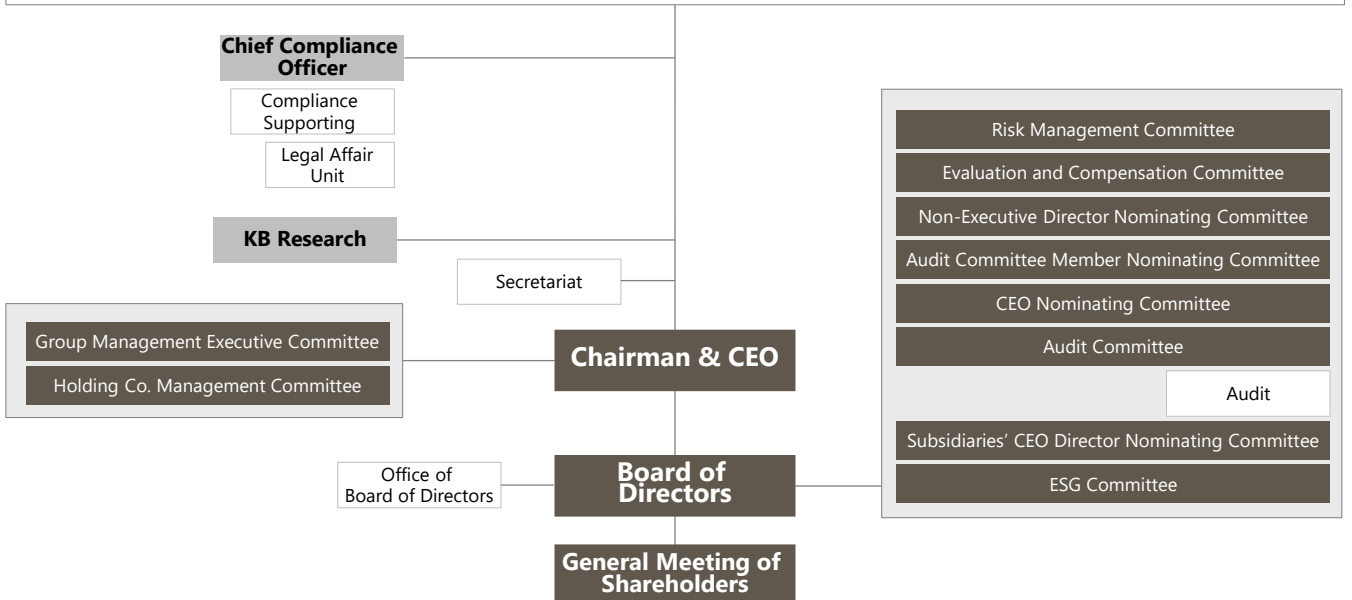 Chief Compliance
Officer
Compliance
Supporting
Legal Affair
Unit
KB Research
Secretariat
Group Management Executive Committee
Holding Co. Management Committee
Chairman & CEO
Office of
Board of Directors
Board of
Directors
General Meeting of
Shareholders
Risk Management Committee
Evaluation and Compensation Committee
Non-Executive Director Nominating Committee
Audit Committee Member Nominating Committee
CEO Nominating Committee
Audit Committee
Audit
Subsidiaries’ CEO Director Nominating Committee
ESG Committee